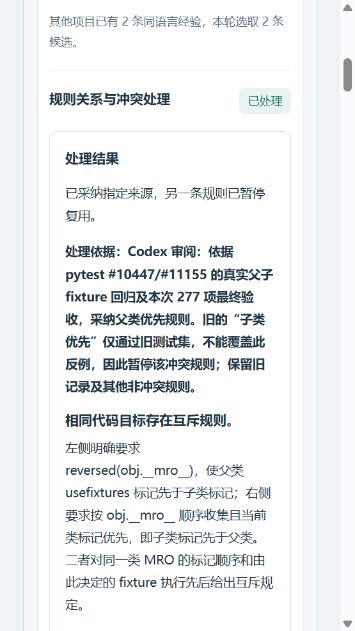 其他项目已有 2 条同语言经验，本轮选取 2 条
候选。
规则关系与冲突处理
已处理
处理结果
已采纳指定来源，另一条规则已暂停
复用。
处理依据：Codex 审阅：依据
pytest #10447/#11155 的真实父子
fixture 回归及本次 277 项最终验
收，采纳父类优先规则。旧的“子类
优先”仅通过旧测试集，不能覆盖此
反例，因此暂停该冲突规则；保留旧
记录及其他非冲突规则。
相同代码目标存在互斥规则。
左侧明确要求
reversed(obj.__mro__)，使父类
usefixtures 标记先于子类标记；右侧
要求按 obj.__mro__ 顺序收集且当前
类标记优先，即子类标记先于父类。
二者对同一类 MRO 的标记顺序和由
此决定的 fixture 执行先后给出互斥规
定。